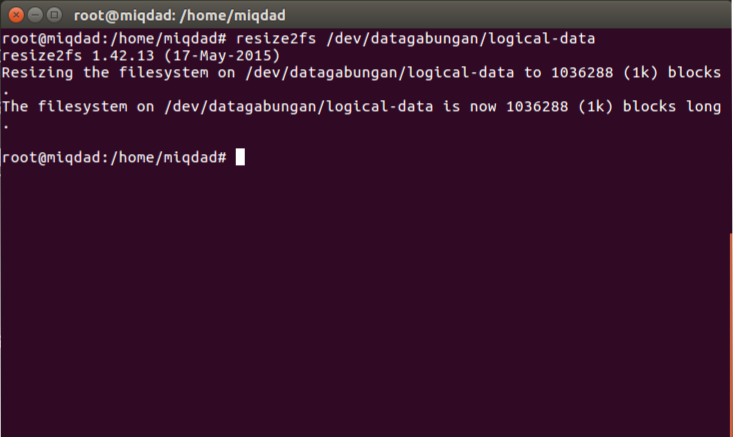 root@miqdad: /home/miqdad
root@miqdad:/home/miqdad# resize2fs /dev/datagabungan/logical-data
resize2fs 1.42.13 (17-May-2015)
Resizing the filesystem on /dev/datagabungan/logical-data to 1036288 (1k) blocks
.
The filesystem on /dev/datagabungan/logical-data is now 1036288 (1k) blocks long
.
root@miqdad:/home/miqdad#